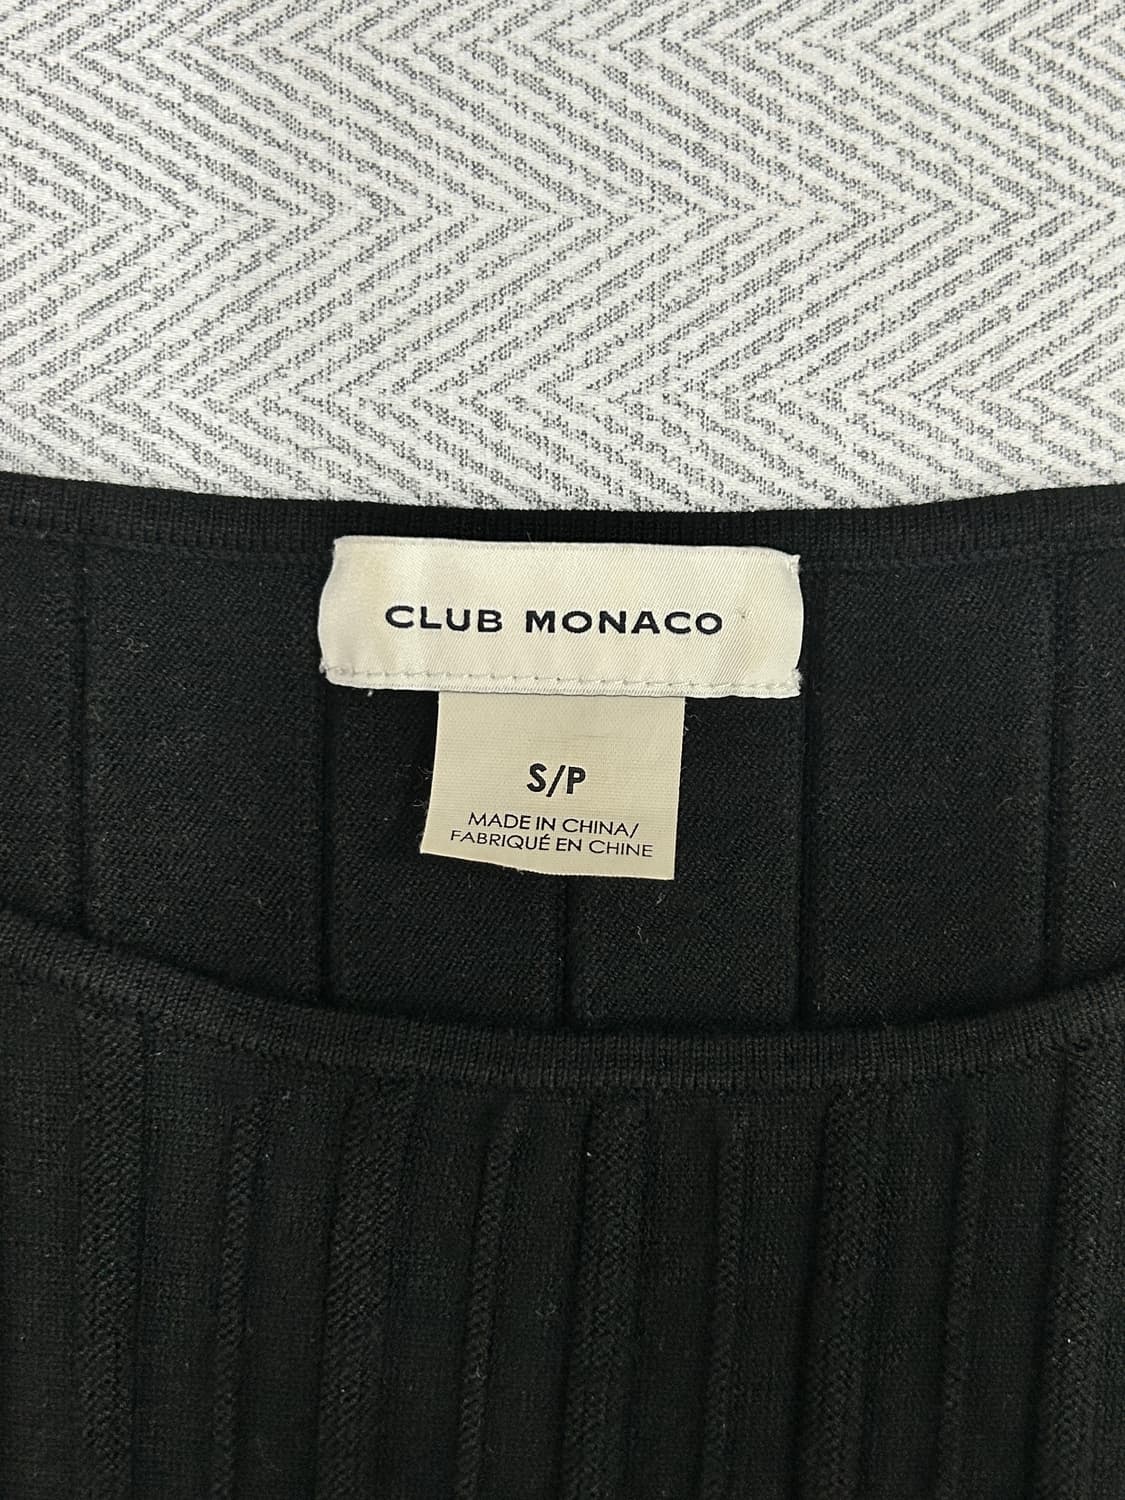 CLUB MONACO
S/P
MADE IN CHINA/
FABRIQUÉ EN CHINE